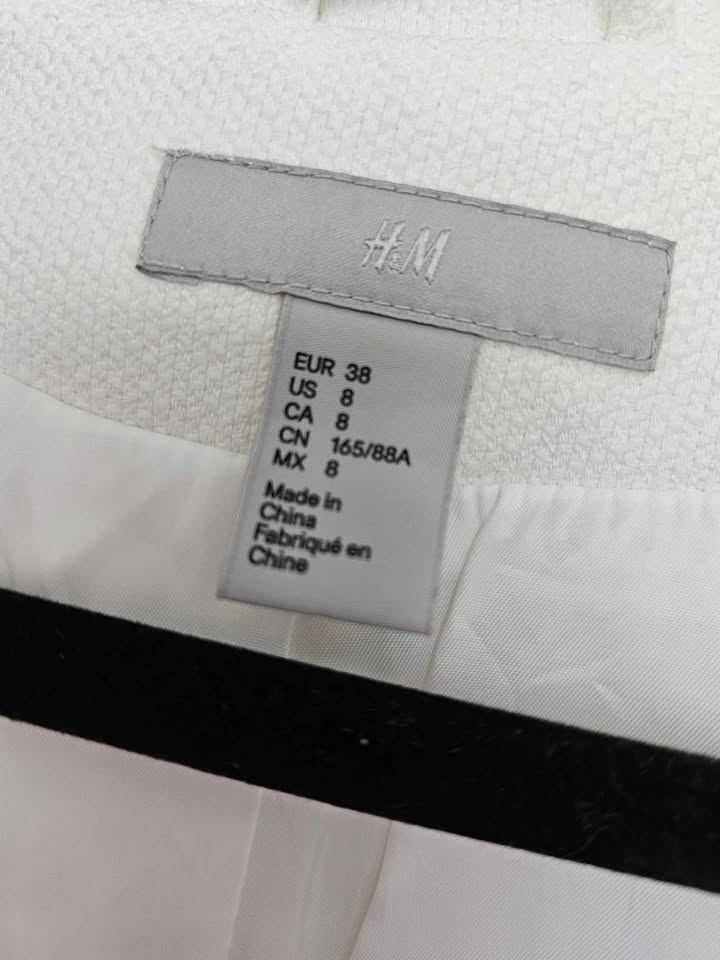 H&M
EUR 38
US 8
CA 8
CN 165/88A
MX 8
Made in
China
Fabriqué en
Chine